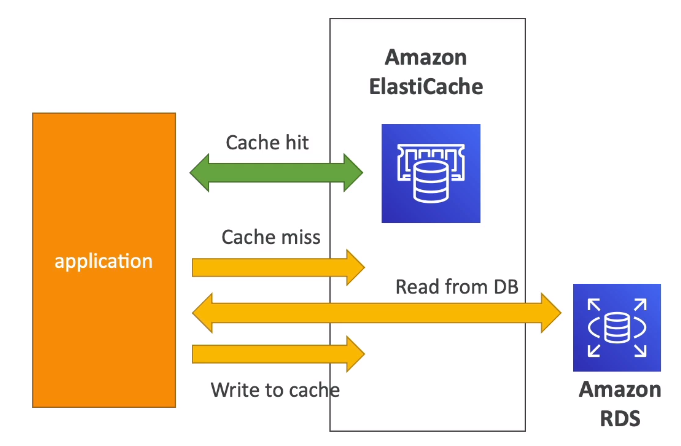 Amazon
ElastiCache
Cache hit
Cache miss
application
Read from DB
Write to cache
Amazon
RDS